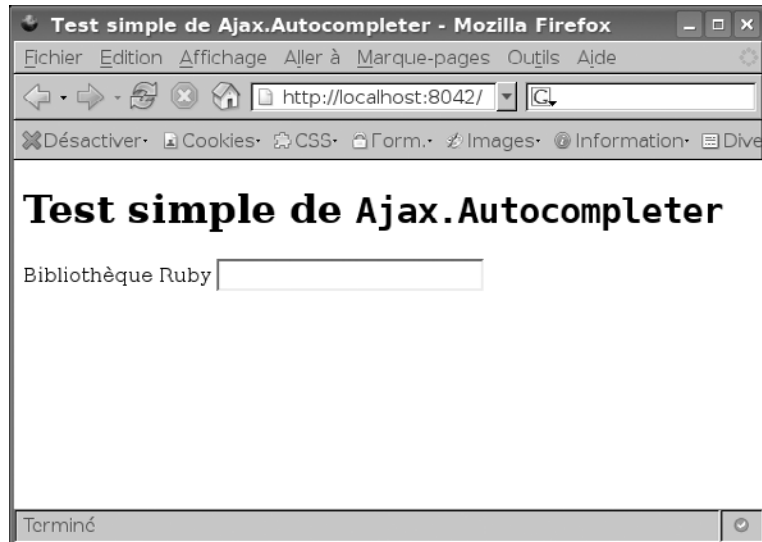 Test simple de Ajax.Autocompleter - Mozilla Firefox
Fichier Edition Affichage Aller à Marque-pages Outils Aide
http://localhost:8042/ G
Désactiver Cookies CSS Form. Images Information Dive
Test simple de Ajax.Autocompleter
Bibliothèque Ruby
Terminé